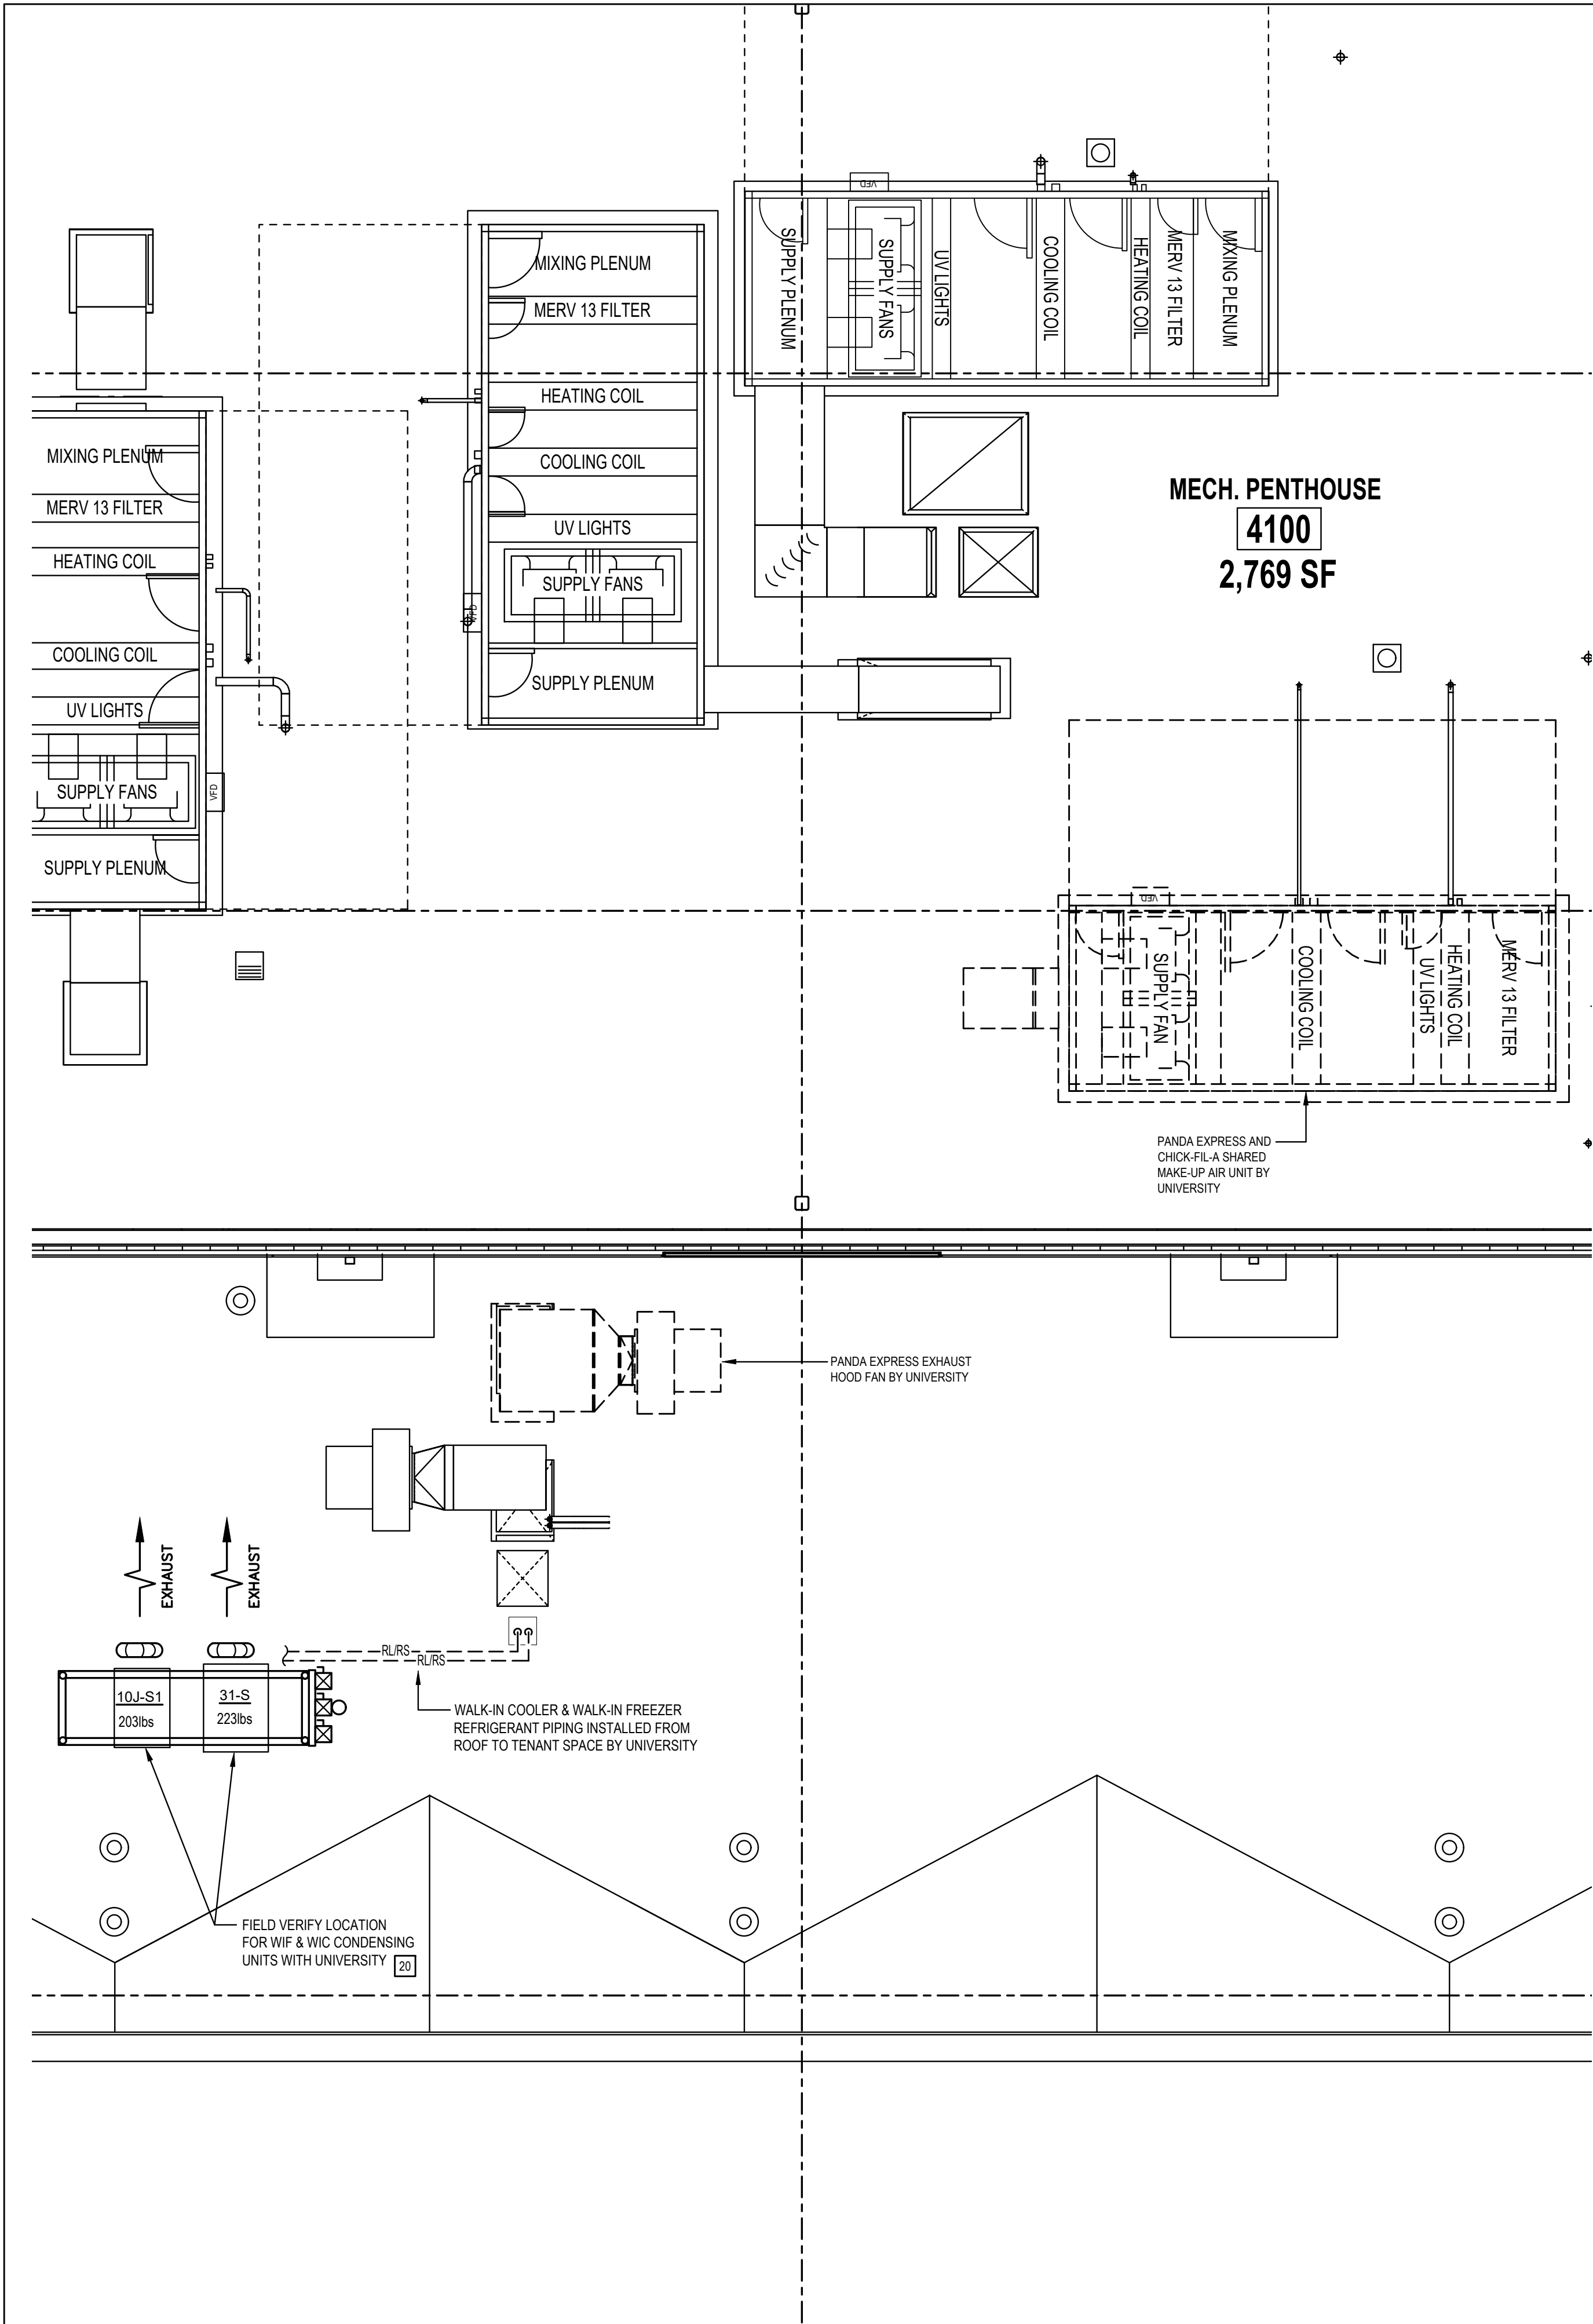 VFD
SUPPLY PLENUM
SUPPLY FANS
UV LIGHTS
COOLING COIL
HEATING COIL
MERV 13 FILTER
MIXING PLENUM
MIXING PLENUM
MERV 13 FILTER
HEATING COIL
COOLING COIL
UV LIGHTS
SUPPLY FANS
VFD
SUPPLY PLENUM
MIXING PLENUM
MERV 13 FILTER
HEATING COIL
COOLING COIL
UV LIGHTS
SUPPLY FANS
VFD
SUPPLY PLENUM
MECH. PENTHOUSE
4100
2,769 SF
VFD
SUPPLY FAN
COOLING COIL
UV LIGHTS
HEATING COIL
MERV 13 FILTER
PANDA EXPRESS AND
CHICK-FIL-A SHARED
MAKE-UP AIR UNIT BY
UNIVERSITY
PANDA EXPRESS EXHAUST
HOOD FAN BY UNIVERSITY
EXHAUST
EXHAUST
RL/RS
RL/RS
10J-S1
203lbs
31-S
223lbs
WALK-IN COOLER & WALK-IN FREEZER
REFRIGERANT PIPING INSTALLED FROM
ROOF TO TENANT SPACE BY UNIVERSITY
FIELD VERIFY LOCATION
FOR WIF & WIC CONDENSING
UNITS WITH UNIVERSITY 20